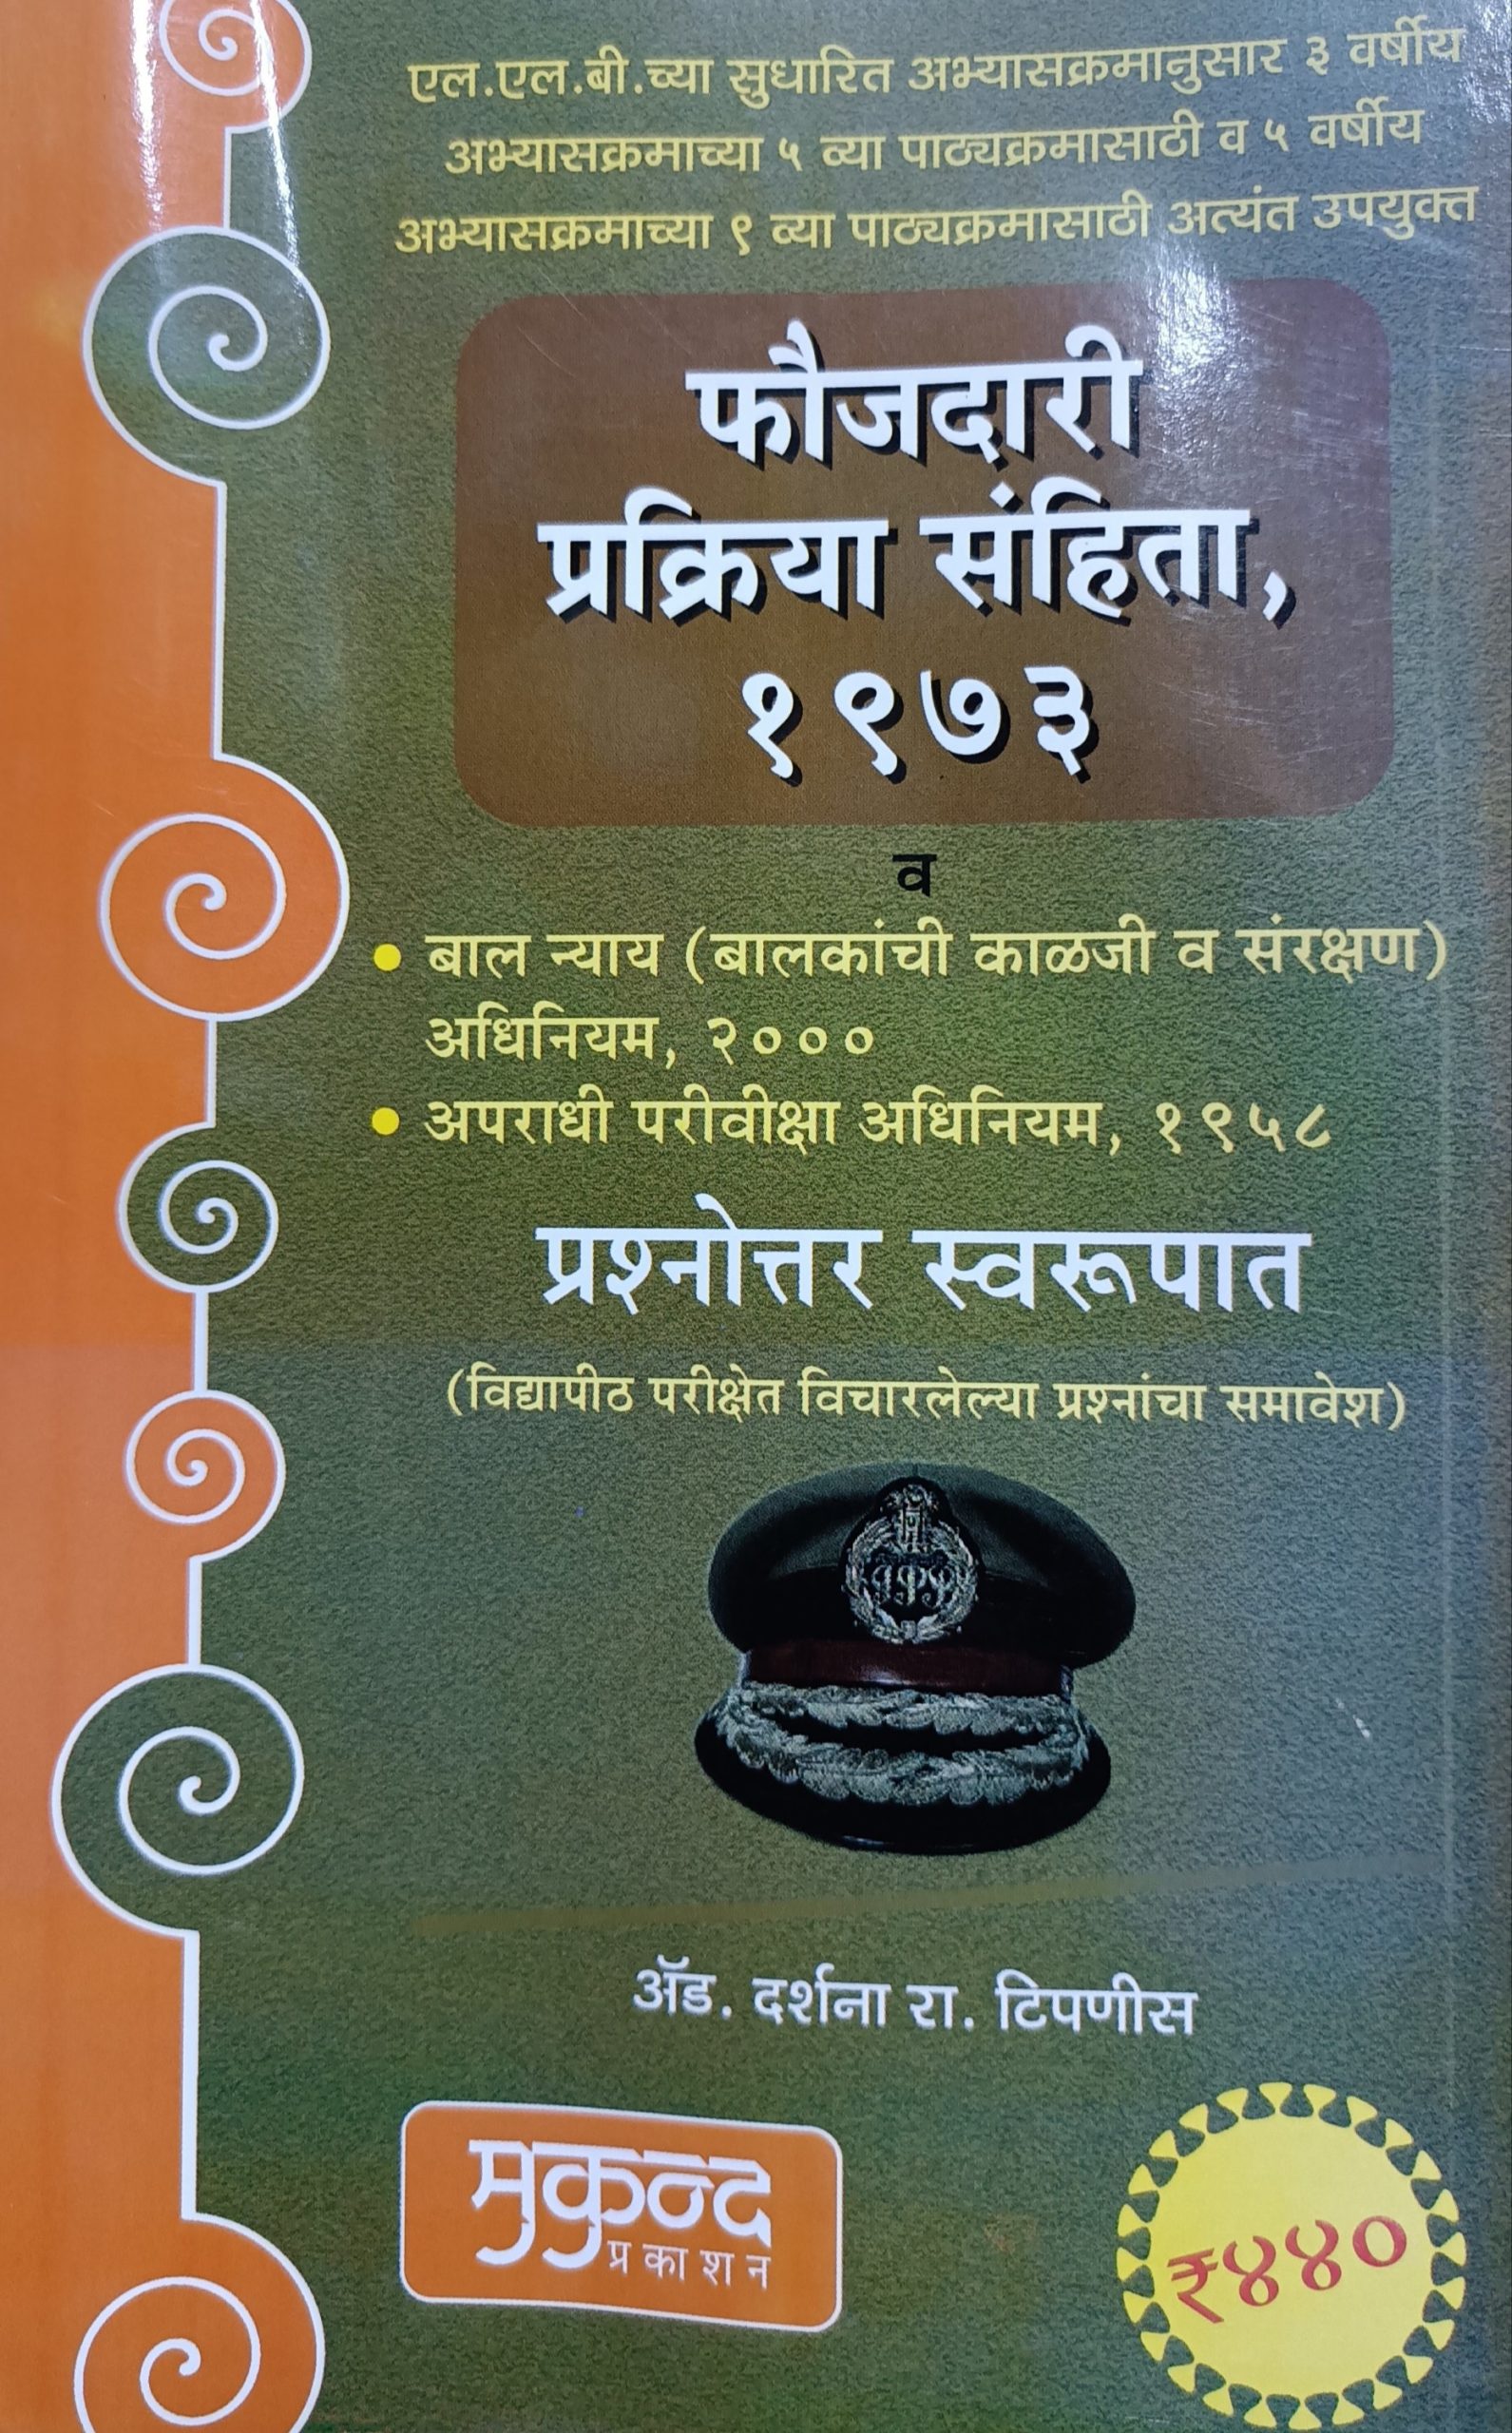 एल.एल.बी.च्या सुधारित अभ्यासक्रमानुसार ३ वर्षीय
अभ्यासक्रमाच्या ५ व्या पाठ्यक्रमासाठी व ५ वर्षीय
अभ्यासक्रमाच्या ९ व्या पाठ्यक्रमासाठी अत्यंत उपयुक्त
फौजदारी
प्रक्रिया संहिता,
१९७३
व
• बाल न्याय (बालकांची काळजी व संरक्षण)
अधिनियम, २०००
• अपराधी परीवीक्षा अधिनियम, १९५८
प्रश्नोत्तर स्वरूपात
(विद्यापीठ परीक्षेत विचारलेल्या प्रश्नांचा समावेश)
IPS
ॲड. दर्शना रा. टिपणीस
मुकुन्द
प्रकाशन
₹४४०